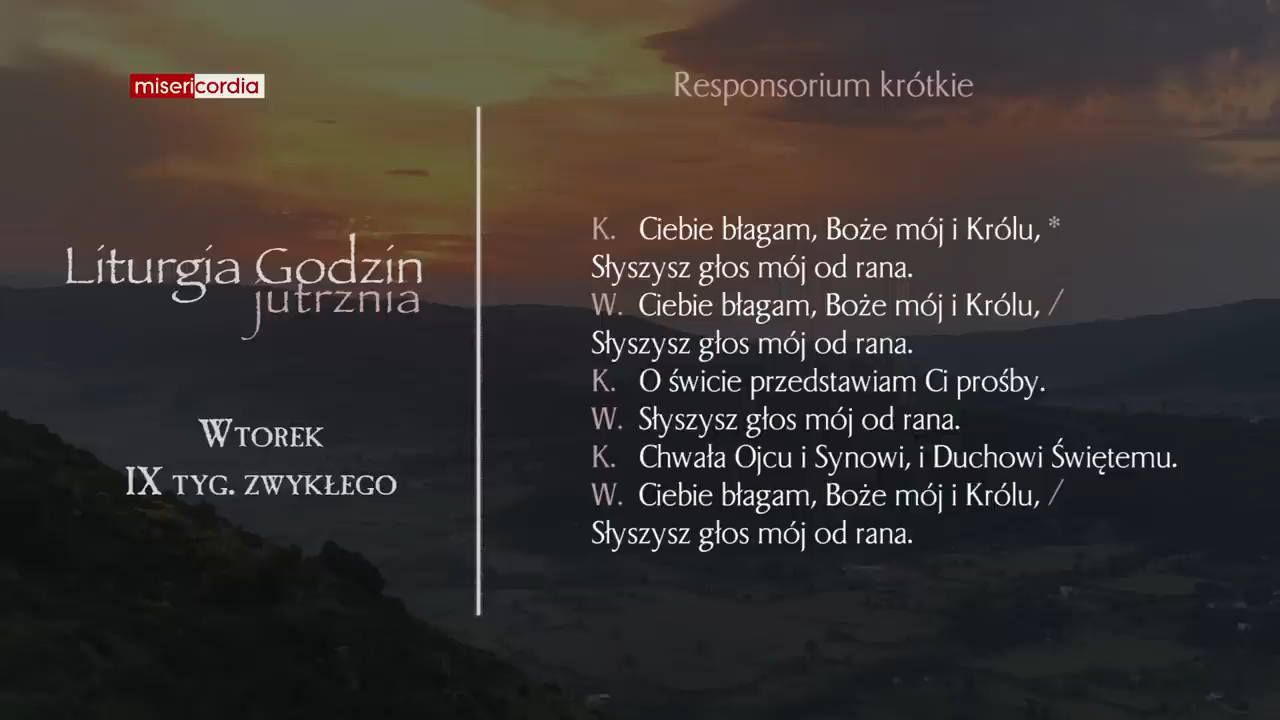 misericordia
Responsorium krótkie
Liturgia Godzin
jutrznia
Wtorek
IX tyg. zwykłego
K. Ciebie błagam, Boże mój i Królu, *
Słyszysz głos mój od rana.
W. Ciebie błagam, Boże mój i Królu, /
Słyszysz głos mój od rana.
K. O świcie przedstawiam Ci prośby.
W. Słyszysz głos mój od rana.
K. Chwała Ojcu i Synowi, i Duchowi Świętemu.
W. Ciebie błagam, Boże mój i Królu, /
Słyszysz głos mój od rana.